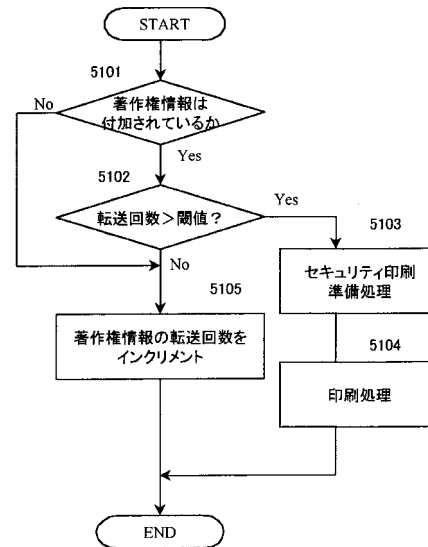 START
5101
No
著作権情報は
付加されているか
Yes
5102
転送回数＞閾値？
Yes
5103
No
セキュリティ印刷
準備処理
5105
著作権情報の転送回数を
インクリメント
5104
印刷処理
END